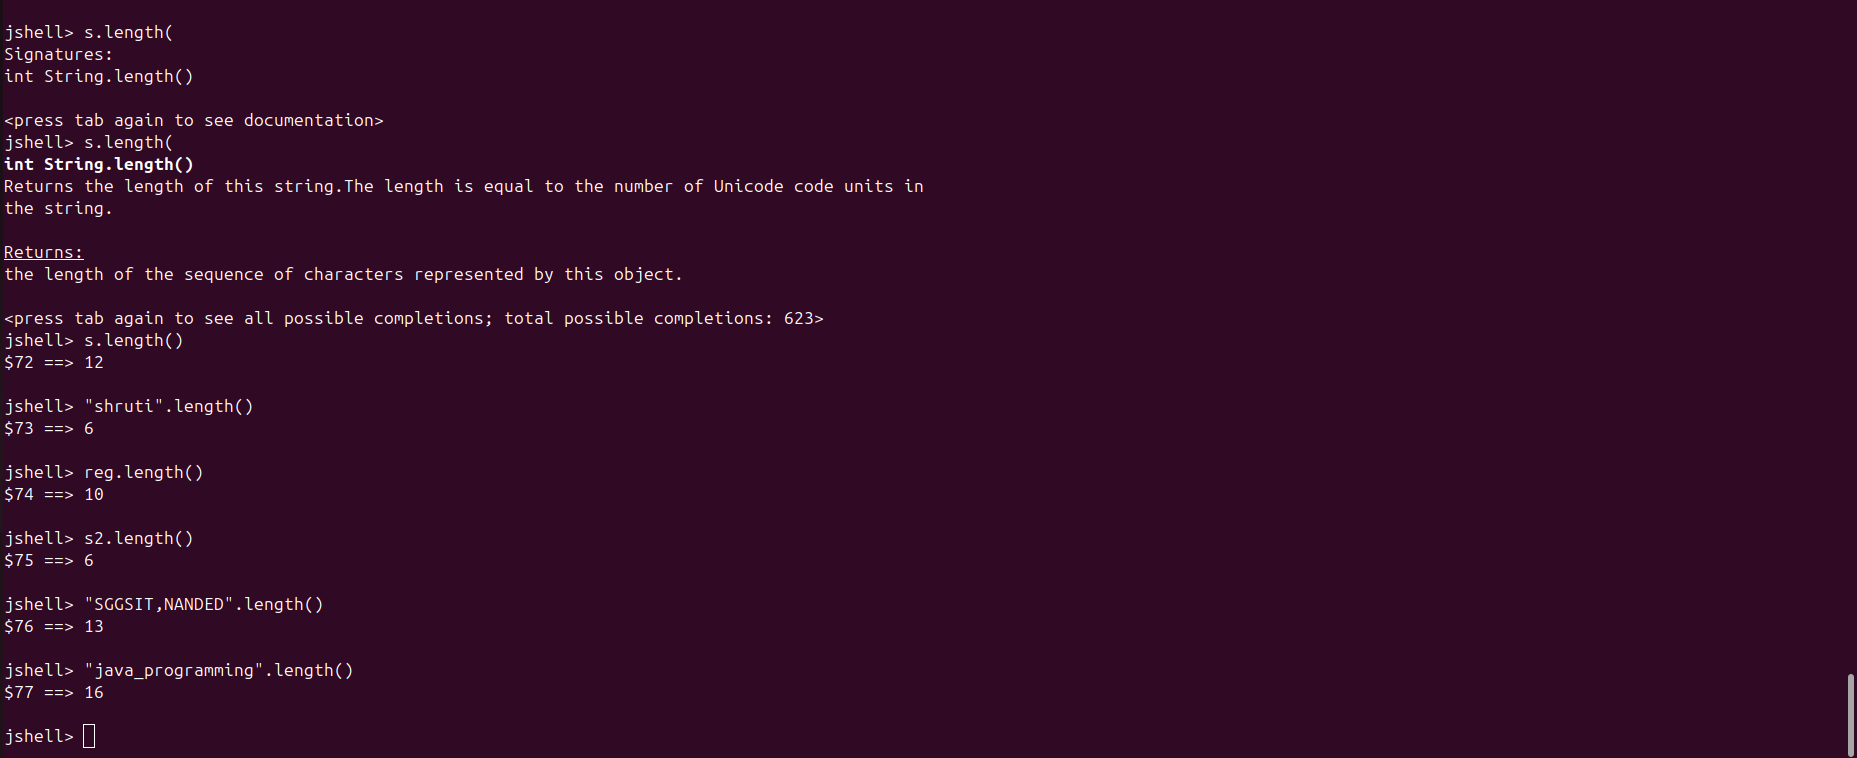 jshell> s.length(
Signatures:
int String.length()
<press tab again to see documentation>
jshell> s.length(
int String.length()
Returns the length of this string.The length is equal to the number of Unicode code units in
the string.
Returns:
the length of the sequence of characters represented by this object.
<press tab again to see all possible completions; total possible completions: 623>
jshell> s.length()
$72 ==> 12
jshell> "shruti".length()
$73 ==> 6
jshell> reg.length()
$74 ==> 10
jshell> s2.length()
$75 ==> 6
jshell> "SGGSIT,NANDED".length()
$76 ==> 13
jshell> "java_programming".length()
$77 ==> 16
jshell>